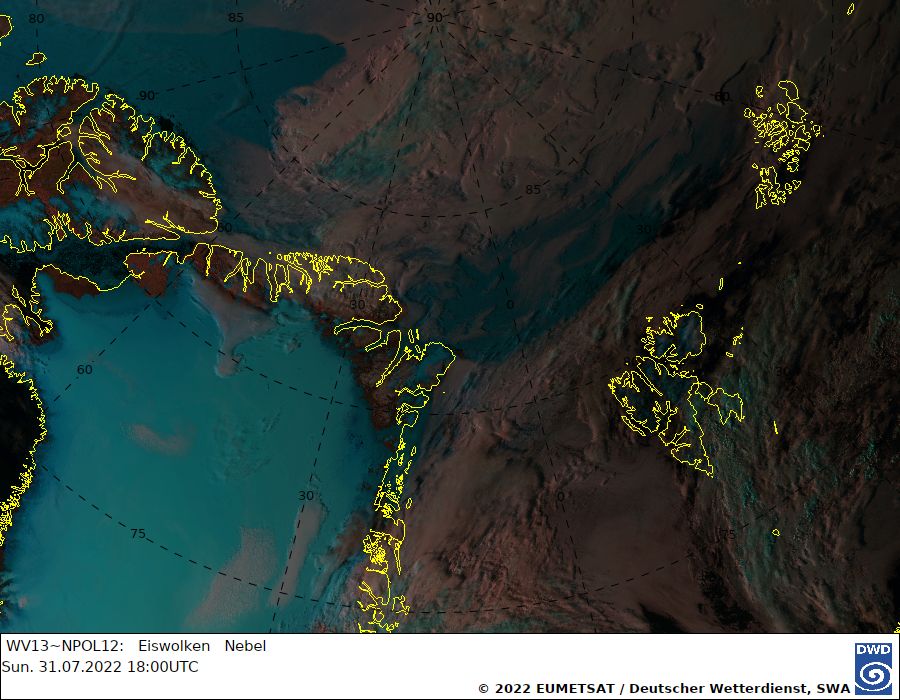 80 85 90
90 60
85
30
30 0
60 30
30 0
75 75
WV13~NPOL12: Eiswolken Nebel
Sun. 31.07.2022 18:00UTC
DWD
© 2022 EUMETSAT / Deutscher Wetterdienst, SWA